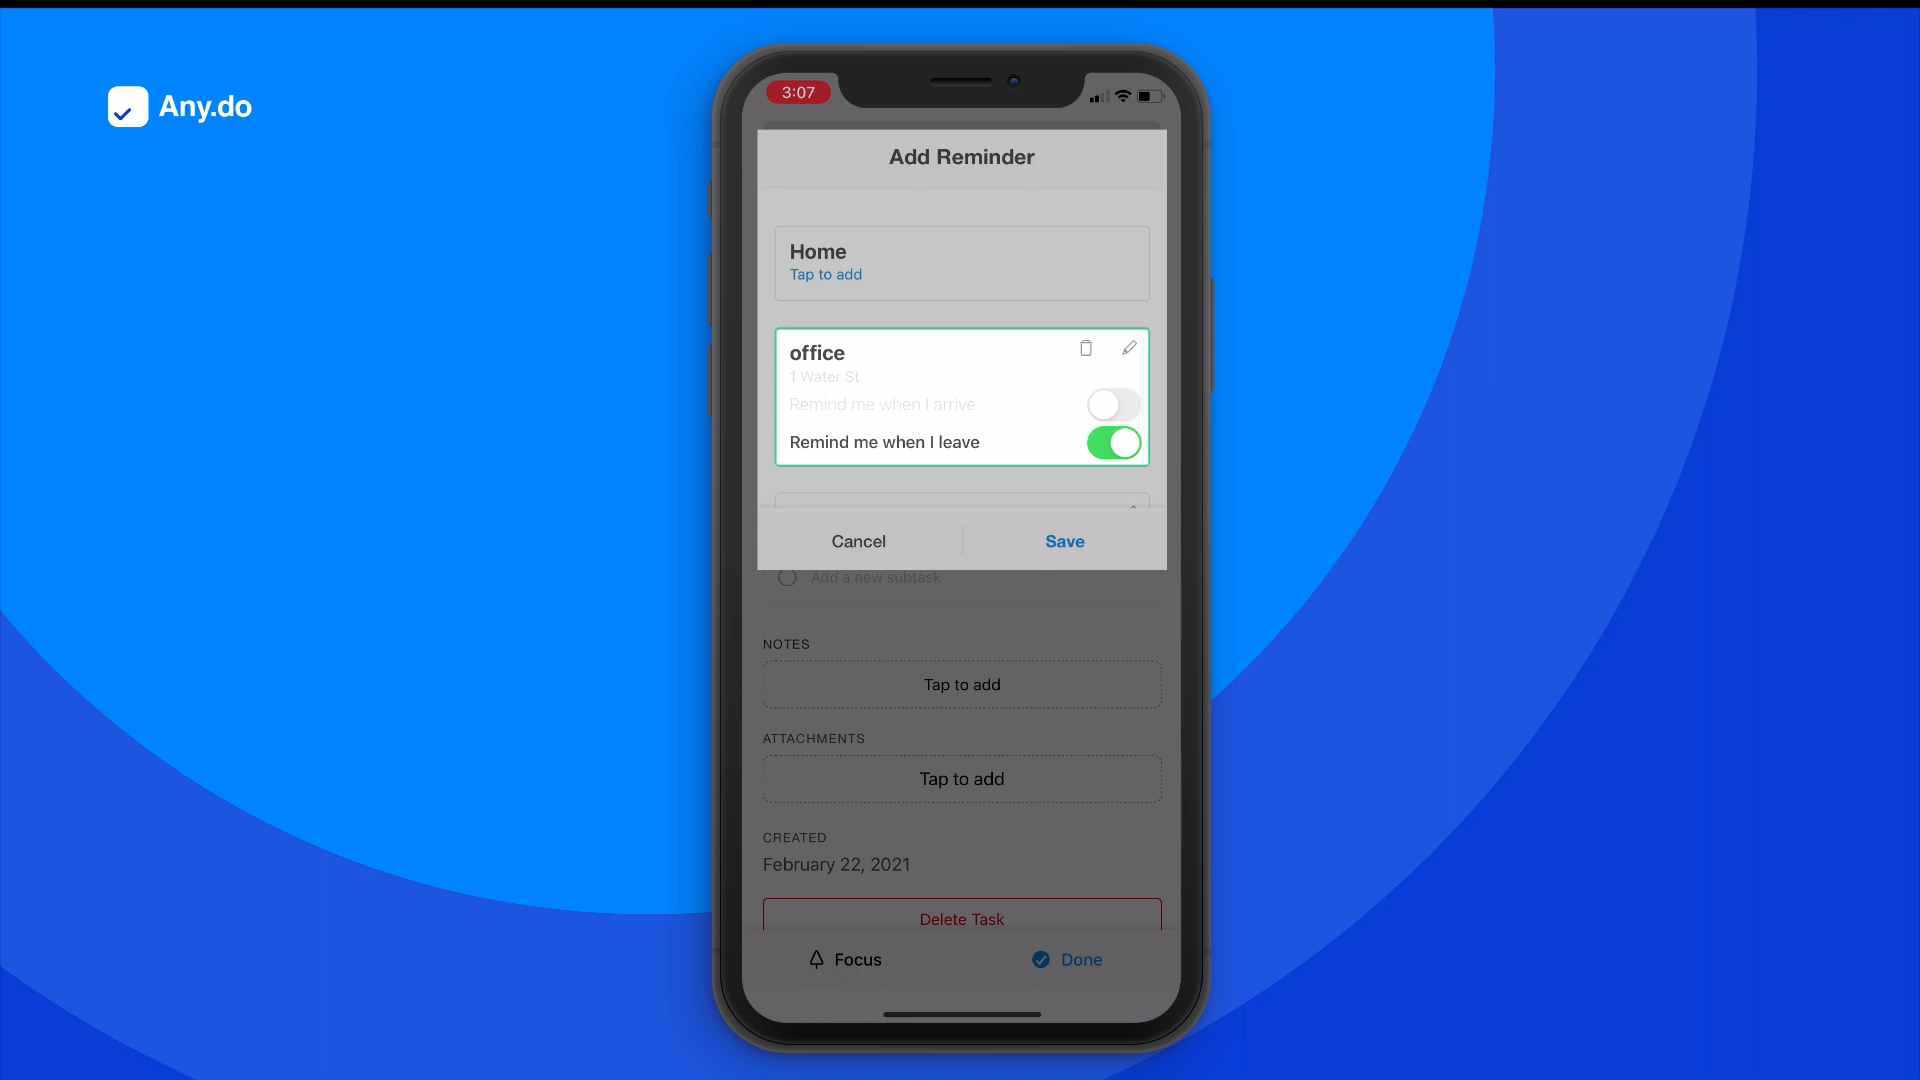 Any.do
3:07
Add Reminder
Home
Tap to add
office
1 Water St
Remind me when I arrive
Remind me when I leave
Cancel
Save
Add a new subtask
NOTES
Tap to add
ATTACHMENTS
Tap to add
CREATED
February 22, 2021
Delete Task
Focus
Done